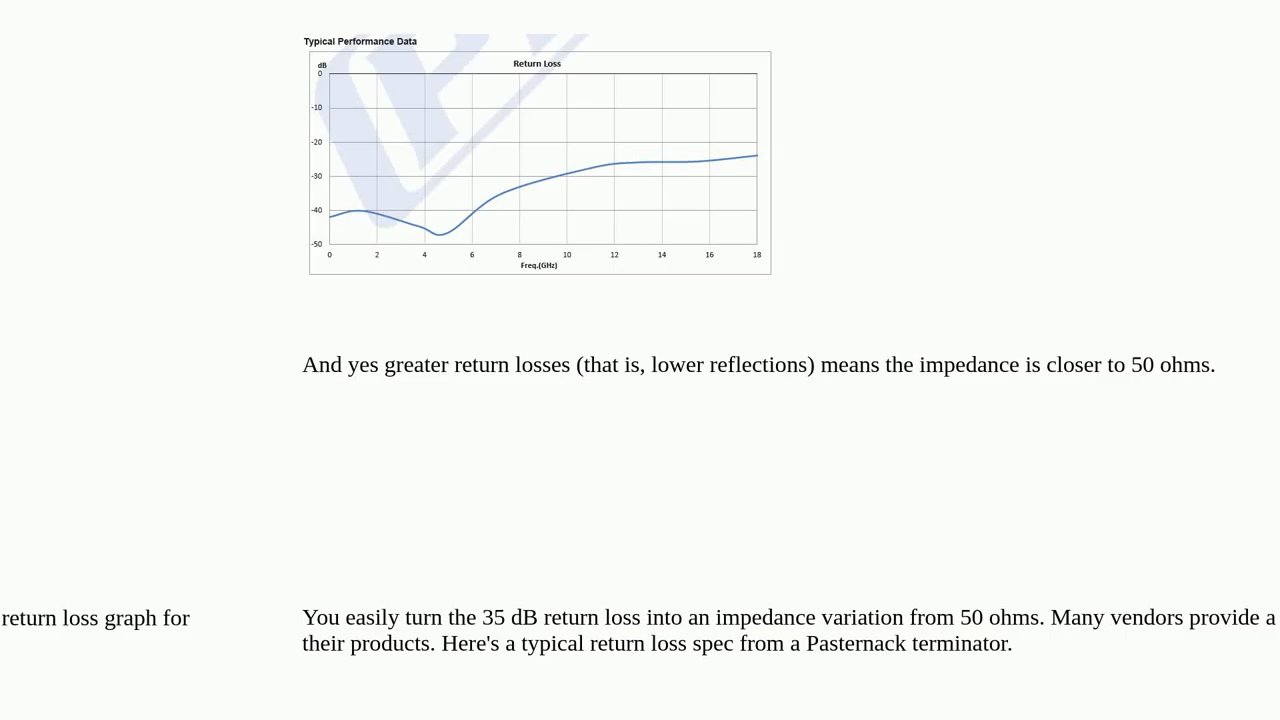 Typical Performance Data
Return Loss
dB
0
-10
-20
-30
-40
-50
0 2 4 6 8 10 12 14 16 18
Freq.(GHz)
And yes greater return losses (that is, lower reflections) means the impedance is closer to 50 ohms.
You easily turn the 35 dB return loss into an impedance variation from 50 ohms. Many vendors provide a
return loss graph for
their products. Here's a typical return loss spec from a Pasternack terminator.